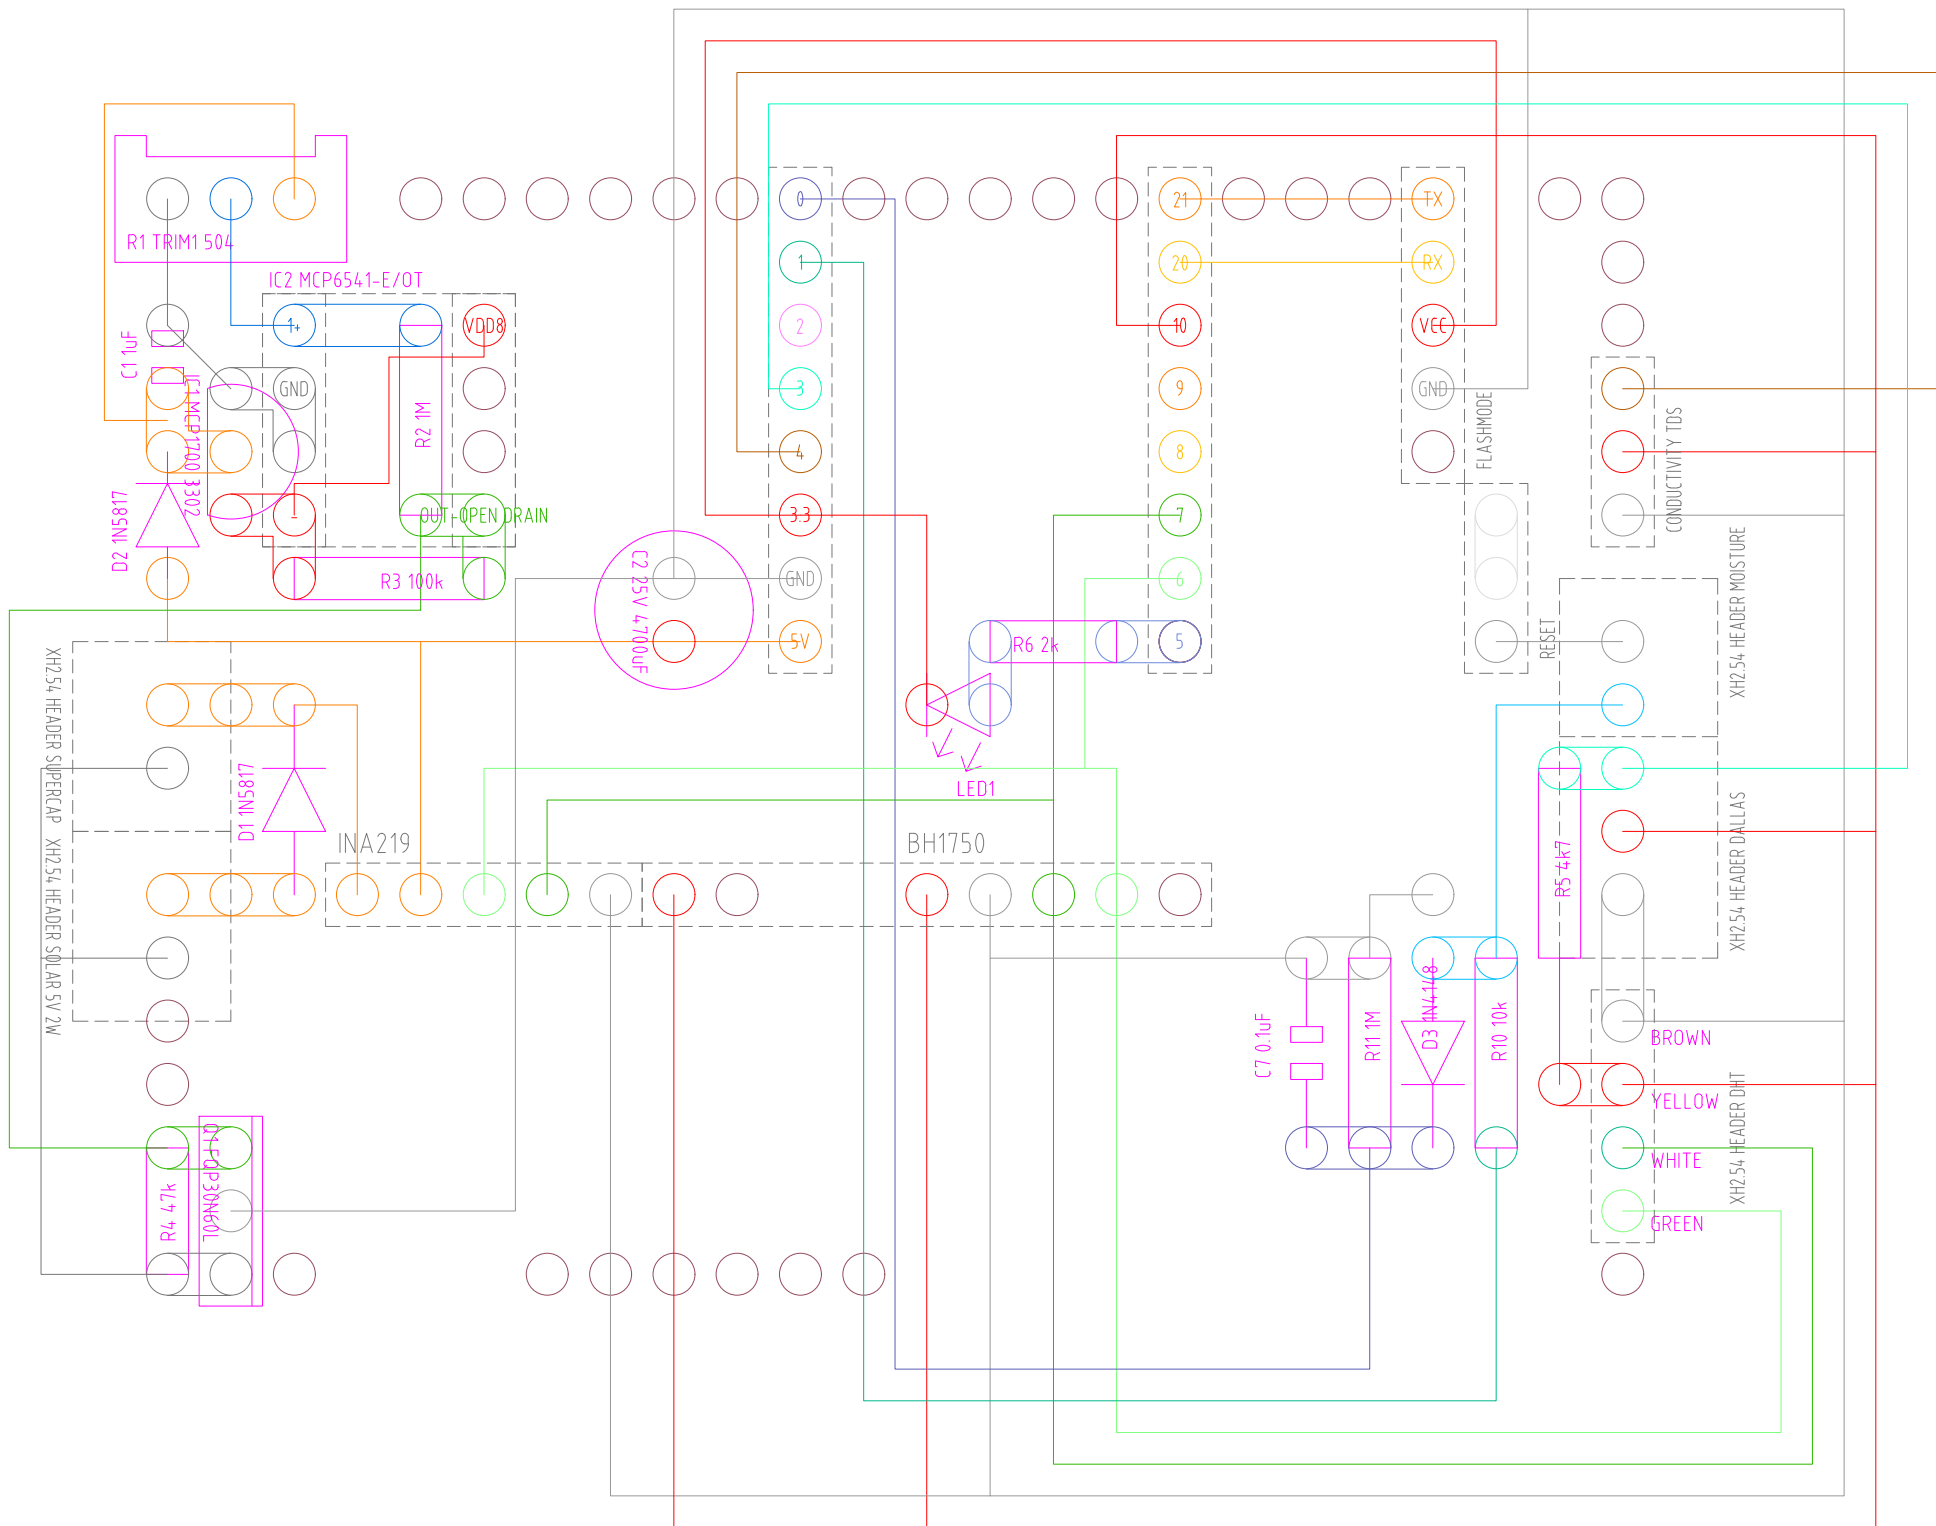 0
21
TX
R1 TRIM1 504
1
20
RX
IC2 MCP6541-E/OT
1+
VDD8
2
10
VCC
C1 1uF
GND
3
9
GND
IC1 MCP1700 3302
R2 1M
4
8
FLASHMODE
CONDUCTIVITY TDS
D2 1N5817
-
OUT-OPEN DRAIN
3.3
7
R3 100k
C2 25V 4700uF
GND
6
5V
R6 2k
5
RESET
XH2.54 HEADER MOISTURE
XH2.54 HEADER SUPERCAP
D1 1N5817
LED1
INA219
BH1750
R5 4k7
XH2.54 HEADER DALLAS
XH2.54 HEADER SOLAR 5V 2W
C7 0.1uF
R11 1M
D3 1N4148
R10 10k
BROWN
YELLOW
XH2.54 HEADER DHT
WHITE
GREEN
R4 47k
Q1FQP30N60L